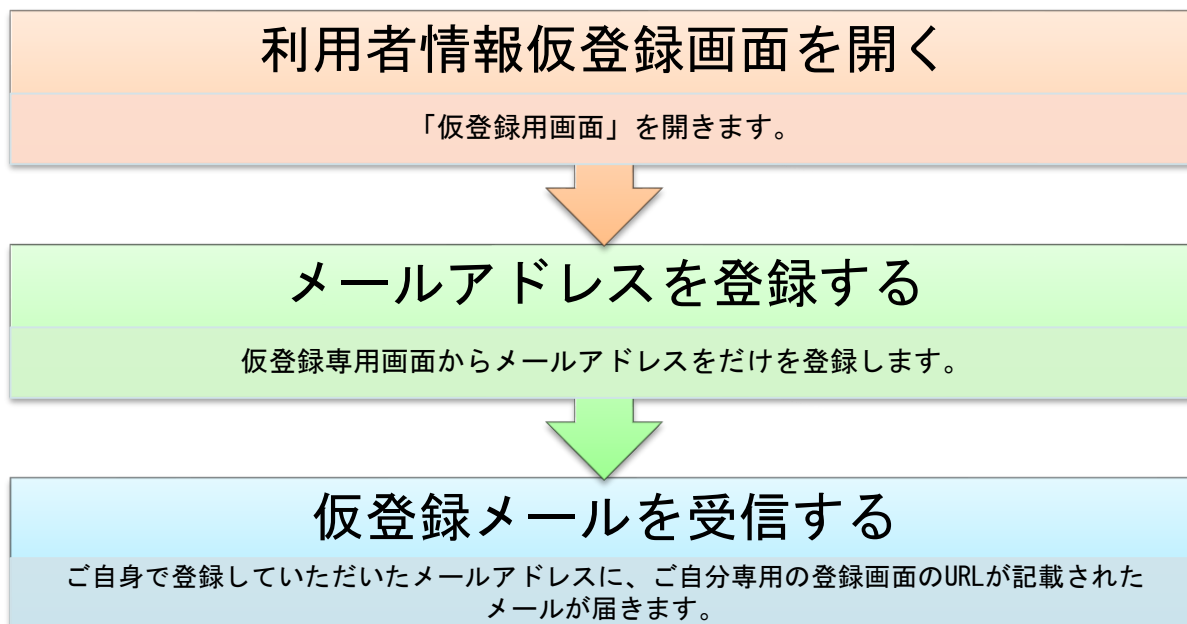 利用者情報仮登録画面を開く
「仮登録用画面」を開きます。
メールアドレスを登録する
仮登録専用画面からメールアドレスをだけを登録します。
仮登録メールを受信する
ご自身で登録していただいたメールアドレスに、ご自分専用の登録画面のURLが記載された
メールが届きます。